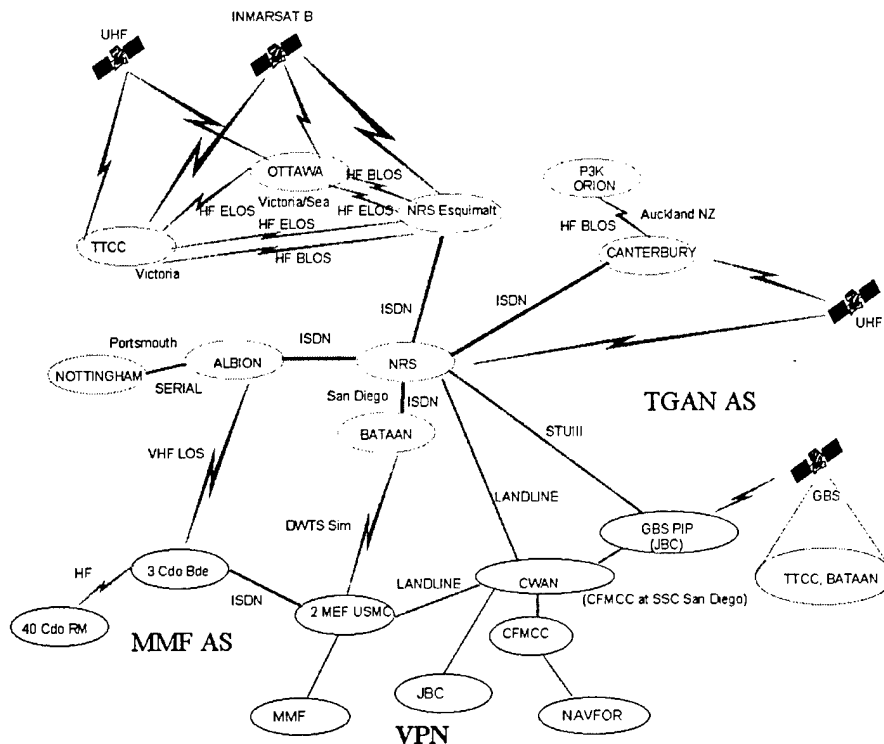 INMARSAT B
UHF
OTTAWA
HF BLOS
P3K
ORION
Victoria/Sea
HF ELOS
HF ELOS
HF ELOS
NRS Esquimalt
HF BLOS
Auckland NZ
TTCC
HF BLOS
CANTERBURY
Victoria
ISDN
ISDN
UHF
Portsmouth
ISDN
NOTTINGHAM
ALBION
NRS
SERIAL
San Diego
ISDN
TGAN AS
BATAAN
STUIII
VHF LOS
LANDLINE
GBS
DWTS Sim
GBS PIP
(JBC)
HF
3 Cdo Bde
LANDLINE
CWAN
TTCC, BATAAN
ISDN
2 MEF USMC
(CFMCC at SSC San Diego)
40 Cdo RM
MMF AS
CFMCC
JBC
MMF
NAVFOR
VPN